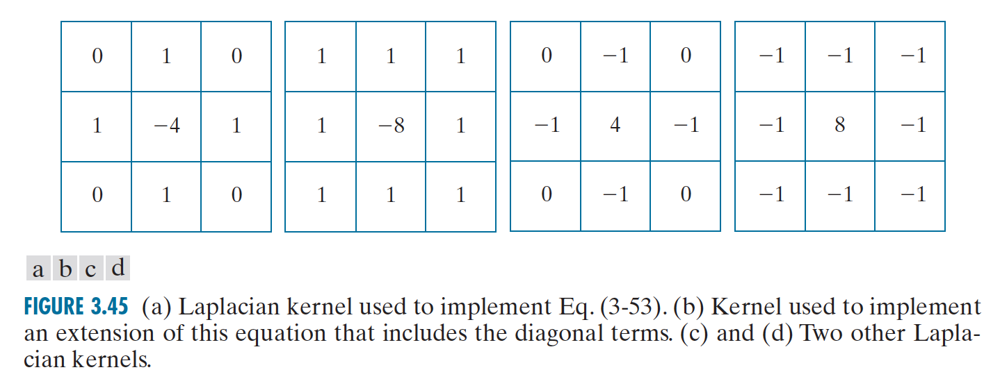 0 1 0 1 1 1 0 −1 0 −1 −1 −1
1 −4 1 1 −8 1 −1 4 −1 −1 8 −1
0 1 0 1 1 1 0 −1 0 −1 −1 −1
a b c d
FIGURE 3.45 (a) Laplacian kernel used to implement Eq. (3-53). (b) Kernel used to implement
an extension of this equation that includes the diagonal terms. (c) and (d) Two other Lapla-
cian kernels.